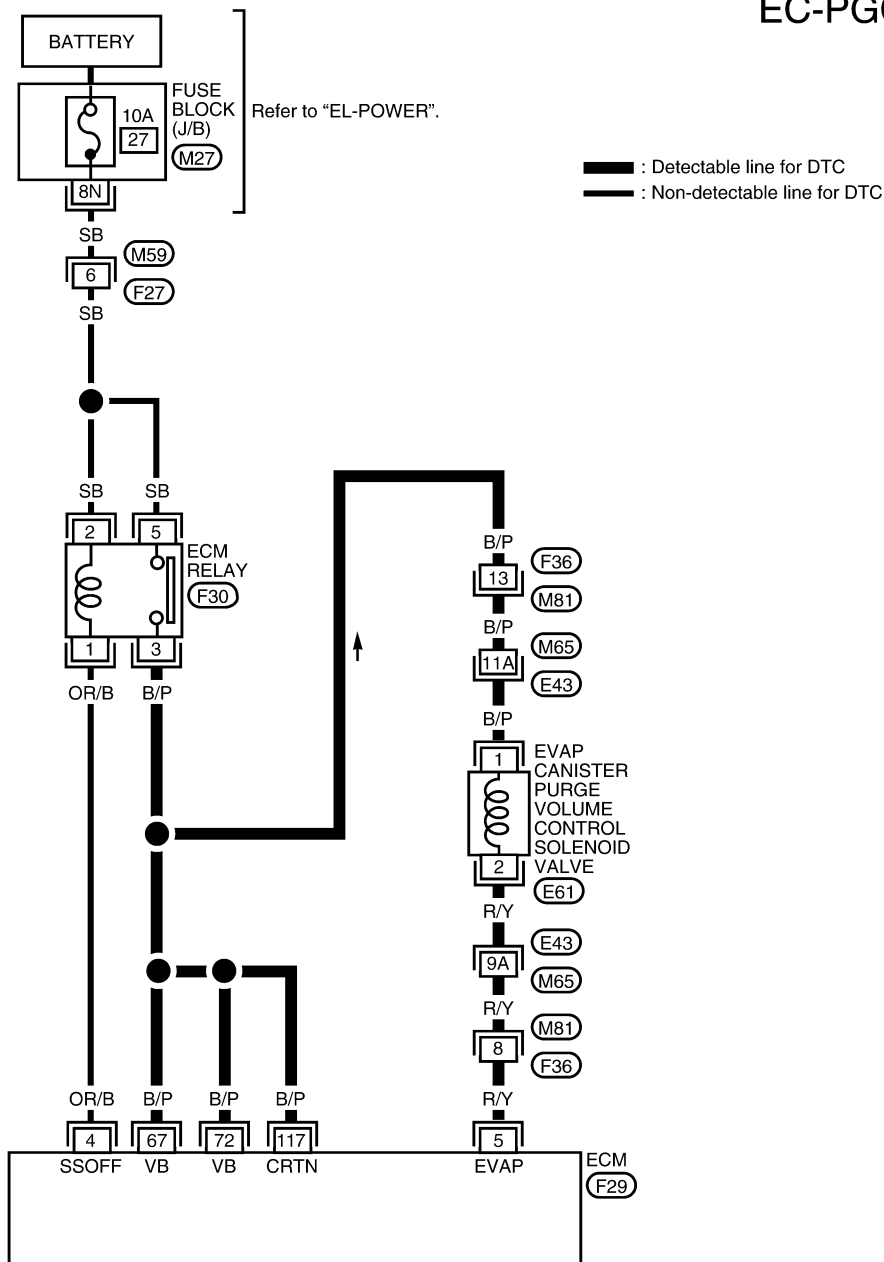 EC-PGC
BATTERY
FUSE
BLOCK
(J/B)
M27
10A
27
Refer to “EL-POWER”.
8N
: Detectable line for DTC
: Non-detectable line for DTC
SB
6
M59
F27
SB
SB
SB
2
5
ECM
RELAY
F30
1
3
OR/B
B/P
B/P
13
F36
M81
B/P
11A
M65
E43
B/P
1
EVAP
CANISTER
PURGE
VOLUME
CONTROL
SOLENOID
VALVE
E61
2
R/Y
9A
E43
M65
R/Y
8
M81
F36
OR/B
B/P
B/P
B/P
R/Y
4
67
72
117
5
SSOFF
VB
VB
CRTN
EVAP
ECM
F29